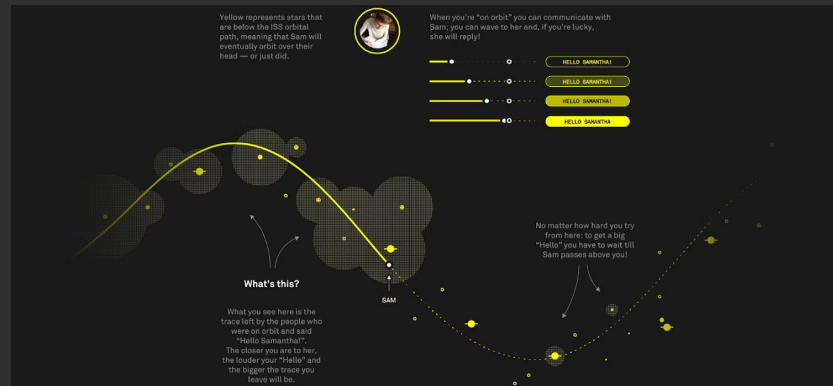 Yellow represents stars that
are below the ISS orbital
path, meaning that Sam will
eventually orbit over their
head — or just did.
When you're "on orbit" you can communicate with
Sam; you can wave to her and, if you're lucky,
she will reply!
HELLO SAMANTHA!
HELLO SAMANTHA!
HELLO SAMANTHA!
HELLO SAMANTHA
No matter how hard you try
from here: to get a big
"Hello" you have to wait till
Sam passes above you!
What's this?
SAM
What you see here is the
trace left by the people who
were on orbit and said
"Hello Samantha!".
The closer you are to her,
the louder your "Hello" and
the bigger the trace you
leave will be.